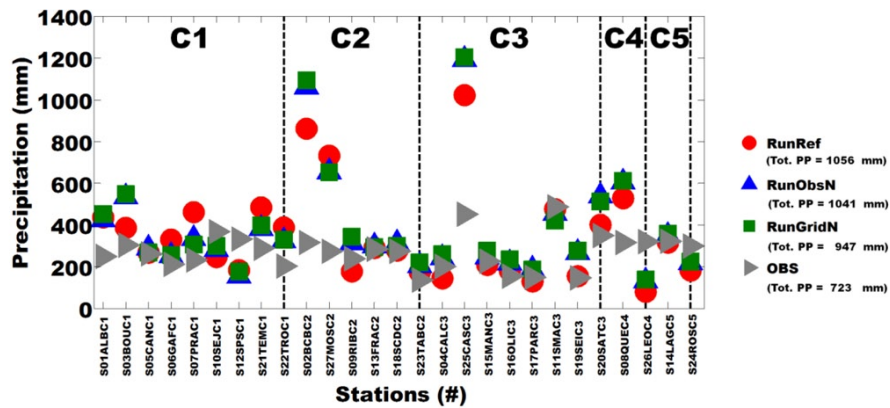 1400
1200
1000
800
600
400
200
0
Precipitation (mm)
C1
C2
C3
C4
C5
S01ALBC1
S03BOUC1
S05CANC1
S06GAFC1
S07PRAC1
S10SEJC1
S12SPSC1
S21TEMC1
S22TROC1
S02BCBC2
S27MOSC2
S09RIBC2
S13FRAC2
S18SCDC2
S23TABC2
S04CALC3
S25CASC3
S15MANC3
S16OLIC3
S17PARC3
S11SMAC3
S19SEIC3
S20SATC3
S08QUEC4
S26LEOC4
S14LAGC5
S24ROSC5
Stations (#)
RunRef
(Tot. PP = 1056 mm)
RunObsN
(Tot. PP = 1041 mm)
RunGridN
(Tot. PP = 947 mm)
OBS
(Tot. PP = 723 mm)